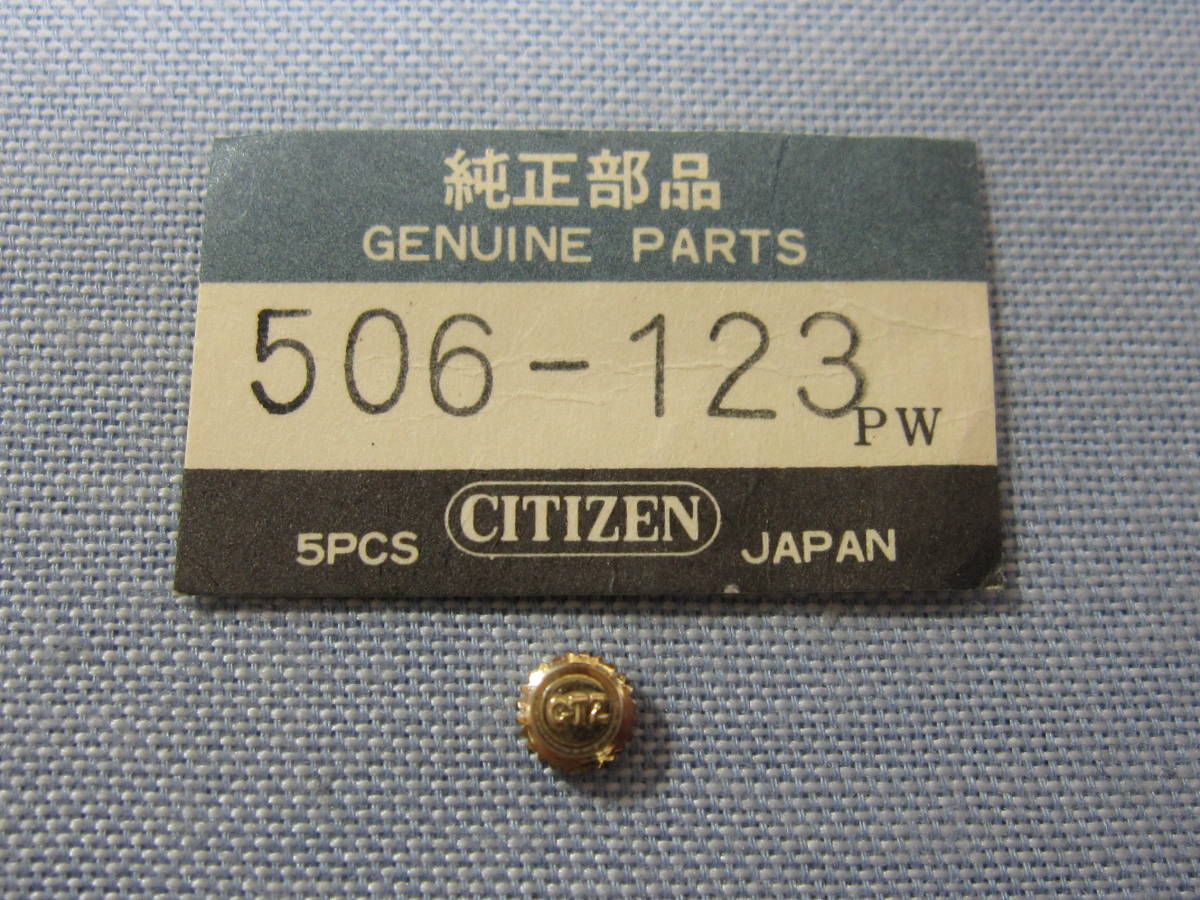 純正部品
GENUINE PARTS
506-123 PW
5PCS CITIZEN JAPAN
CTZ